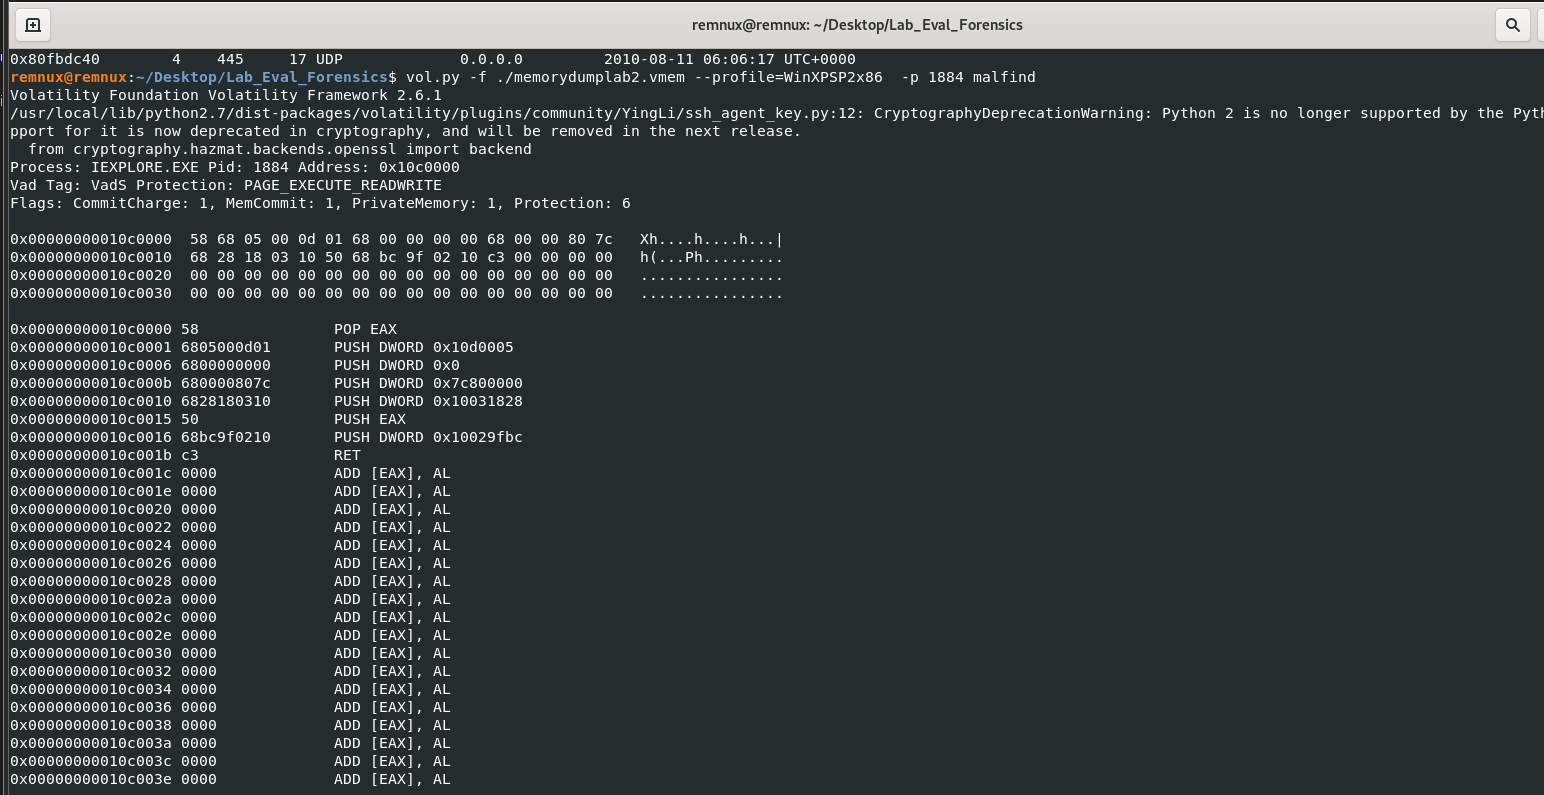 remnux@remnux: ~/Desktop/Lab_Eval_Forensics
0x80fbdc40        4    445     17 UDP             0.0.0.0         2010-08-11 06:06:17 UTC+0000
remnux@remnux:~/Desktop/Lab_Eval_Forensics$ vol.py -f ./memorydumplab2.vmem --profile=WinXPSP2x86  -p 1884 malfind
Volatility Foundation Volatility Framework 2.6.1
/usr/local/lib/python2.7/dist-packages/volatility/plugins/community/YingLi/ssh_agent_key.py:12: CryptographyDeprecationWarning: Python 2 is no longer supported by the Pyth
pport for it is now deprecated in cryptography, and will be removed in the next release.
  from cryptography.hazmat.backends.openssl import backend
Process: IEXPLORE.EXE Pid: 1884 Address: 0x10c0000
Vad Tag: VadS Protection: PAGE_EXECUTE_READWRITE
Flags: CommitCharge: 1, MemCommit: 1, PrivateMemory: 1, Protection: 6
0x00000000010c0000  58 68 05 00 0d 01 68 00 00 00 00 68 00 00 80 7c   Xh....h....h...|
0x00000000010c0010  68 28 18 03 10 50 68 bc 9f 02 10 c3 00 00 00 00   h(...Ph.........
0x00000000010c0020  00 00 00 00 00 00 00 00 00 00 00 00 00 00 00 00   ................
0x00000000010c0030  00 00 00 00 00 00 00 00 00 00 00 00 00 00 00 00   ................
0x00000000010c0000 58               POP EAX
0x00000000010c0001 6805000d01       PUSH DWORD 0x10d0005
0x00000000010c0006 6800000000       PUSH DWORD 0x0
0x00000000010c000b 680000807c       PUSH DWORD 0x7c800000
0x00000000010c0010 6828180310       PUSH DWORD 0x10031828
0x00000000010c0015 50               PUSH EAX
0x00000000010c0016 68bc9f0210       PUSH DWORD 0x10029fbc
0x00000000010c001b c3               RET
0x00000000010c001c 0000             ADD [EAX], AL
0x00000000010c001e 0000             ADD [EAX], AL
0x00000000010c0020 0000             ADD [EAX], AL
0x00000000010c0022 0000             ADD [EAX], AL
0x00000000010c0024 0000             ADD [EAX], AL
0x00000000010c0026 0000             ADD [EAX], AL
0x00000000010c0028 0000             ADD [EAX], AL
0x00000000010c002a 0000             ADD [EAX], AL
0x00000000010c002c 0000             ADD [EAX], AL
0x00000000010c002e 0000             ADD [EAX], AL
0x00000000010c0030 0000             ADD [EAX], AL
0x00000000010c0032 0000             ADD [EAX], AL
0x00000000010c0034 0000             ADD [EAX], AL
0x00000000010c0036 0000             ADD [EAX], AL
0x00000000010c0038 0000             ADD [EAX], AL
0x00000000010c003a 0000             ADD [EAX], AL
0x00000000010c003c 0000             ADD [EAX], AL
0x00000000010c003e 0000             ADD [EAX], AL